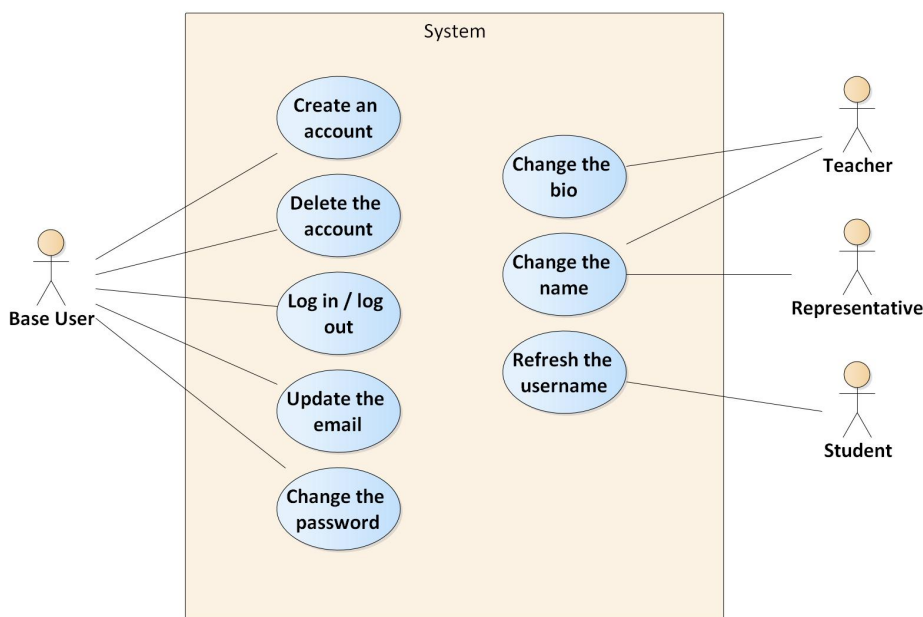 System
Create an
account
Delete the
account
Log in / log
out
Update the
email
Change the
password
Base User
Change the
bio
Change the
name
Refresh the
username
Teacher
Representative
Student